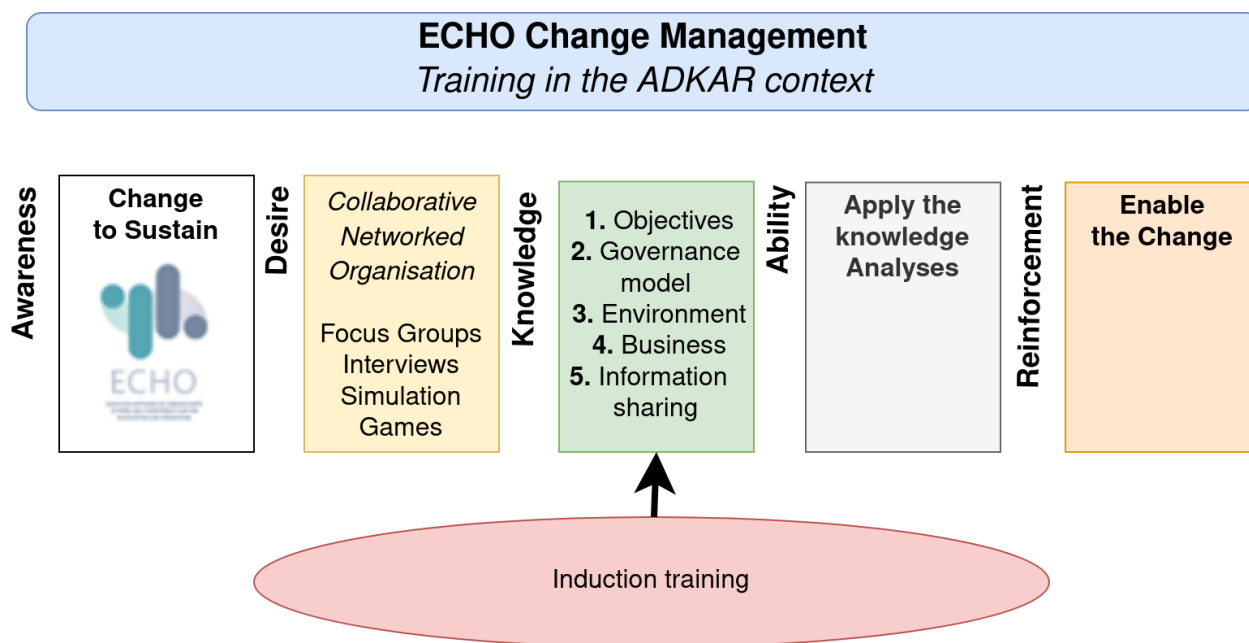 ECHO Change Management
Training in the ADKAR context
Awareness
Change
to Sustain
ECHO
Desire
Collaborative
Networked
Organisation
Focus Groups
Interviews
Simulation
Games
Knowledge
1. Objectives
2. Governance
model
3. Environment
4. Business
5. Information
sharing
Ability
Apply the
knowledge
Analyses
Reinforcement
Enable
the Change
Induction training